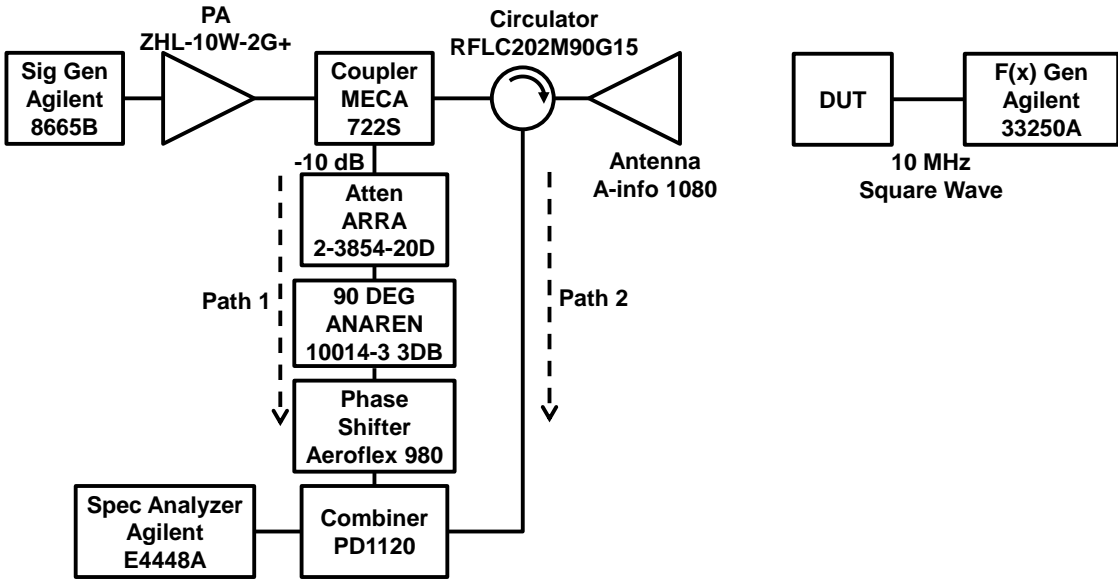 PA
ZHL-10W-2G+
Circulator
RFLC202M90G15
Sig Gen
Agilent
8665B
Coupler
MECA
722S
DUT
F(x) Gen
Agilent
33250A
-10 dB
Antenna
A-info 1080
10 MHz
Square Wave
Atten
ARRA
2-3854-20D
Path 1
90 DEG
ANAREN
10014-3 3DB
Path 2
Phase
Shifter
Aeroflex 980
Spec Analyzer
Agilent
E4448A
Combiner
PD1120